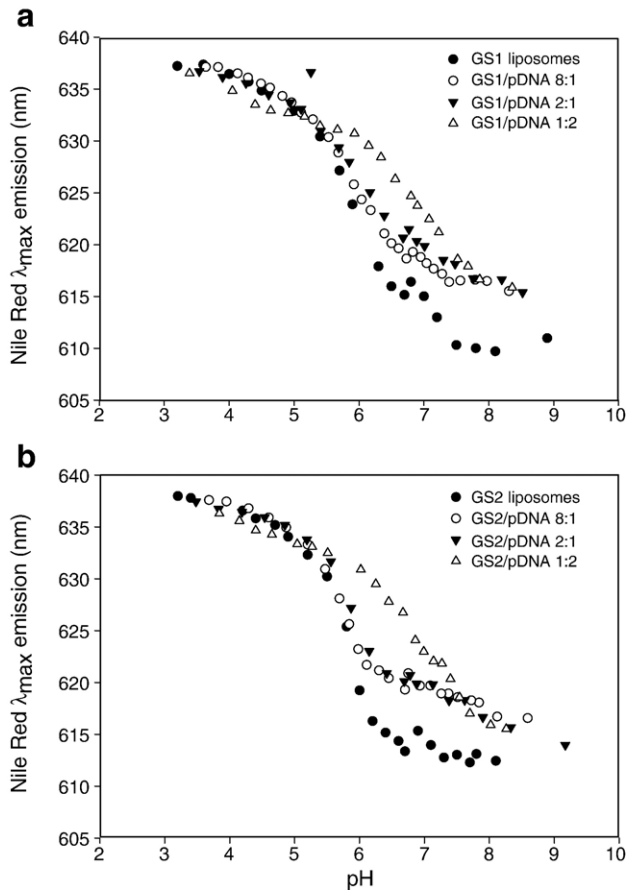 a
640
635
630
625
620
615
610
605
Nile Red λmax emission (nm)
GS1 liposomes
GS1/pDNA 8:1
GS1/pDNA 2:1
GS1/pDNA 1:2
2 3 4 5 6 7 8 9 10
b
640
635
630
625
620
615
610
605
Nile Red λmax emission (nm)
GS2 liposomes
GS2/pDNA 8:1
GS2/pDNA 2:1
GS2/pDNA 1:2
2 3 4 5 6 7 8 9 10
pH